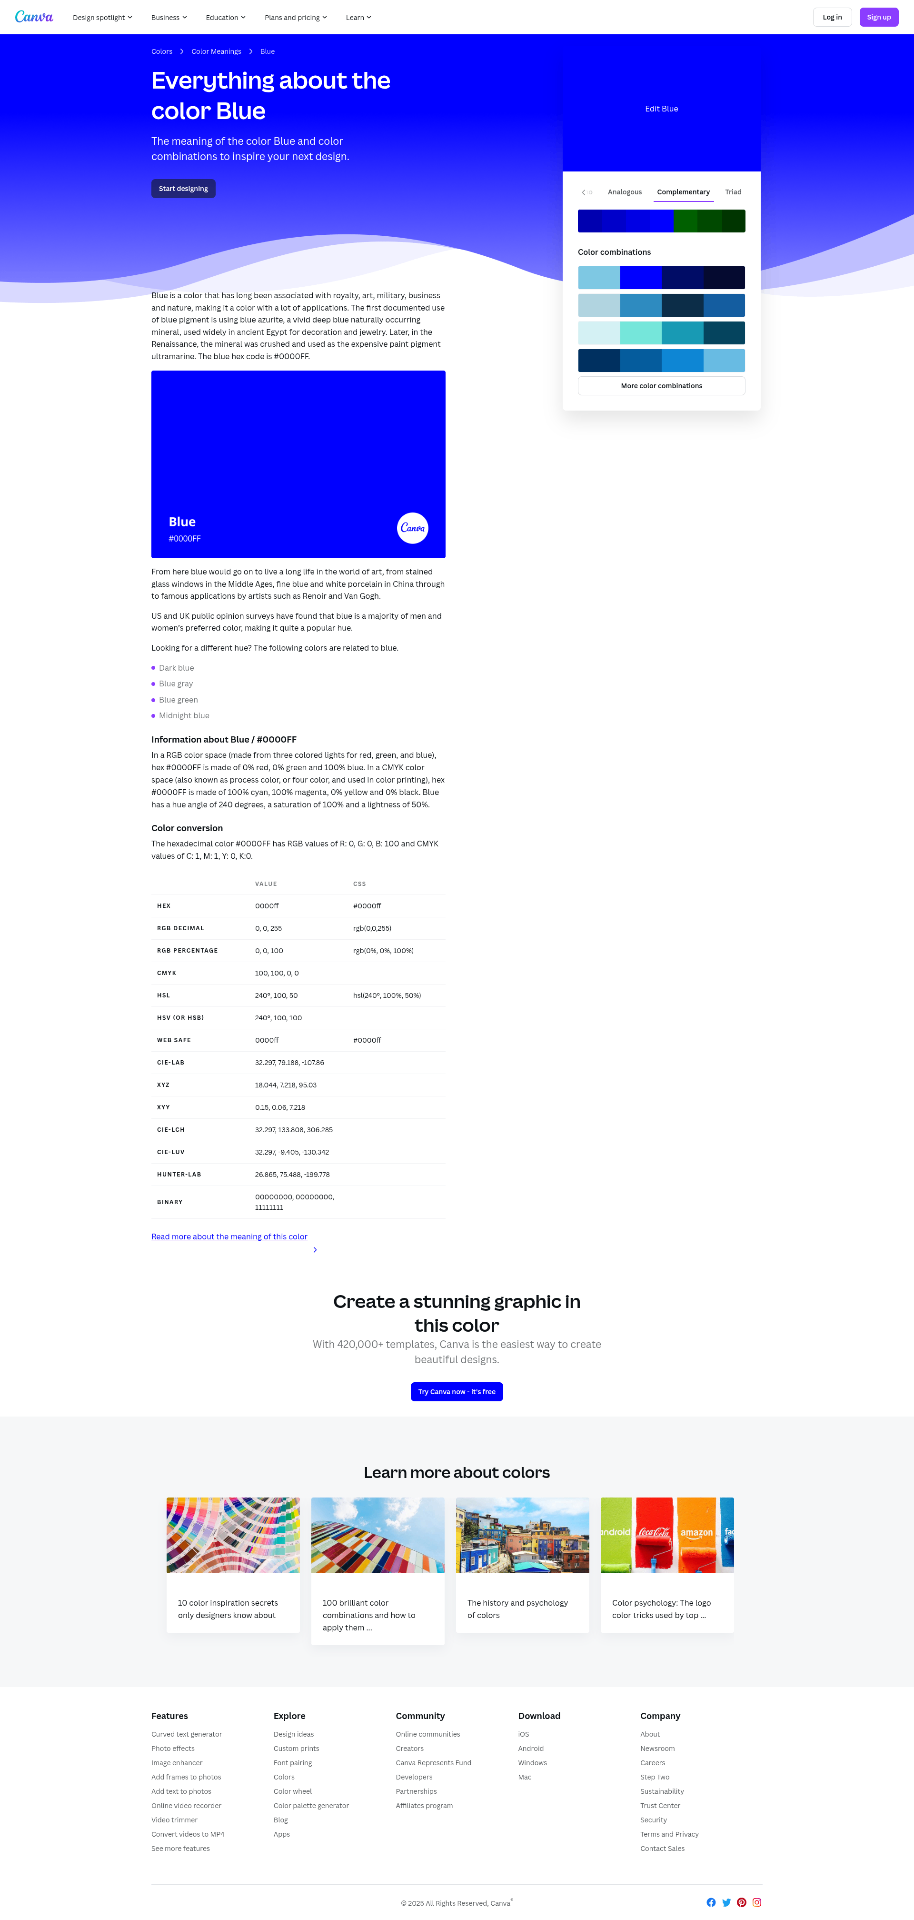 Canva
Design spotlight
Business
Education
Plans and pricing
Learn
Log in
Sign up
Colors
Color Meanings
Blue
Everything about the
color Blue
The meaning of the color Blue and color
combinations to inspire your next design.
Start designing
Edit Blue
Analogous
Complementary
Triad
Color combinations
More color combinations
Blue is a color that has long been associated with royalty, art, military, business
and nature, making it a color with a lot of applications. The first documented use
of blue pigment is using blue azurite, a vivid deep blue naturally occurring
mineral, used widely in ancient Egypt for decoration and jewelry. Later, in the
Renaissance, the mineral was crushed and used as the expensive paint pigment
ultramarine. The blue hex code is #0000FF.
Blue
#0000FF
Canva
From here blue would go on to live a long life in the world of art, from stained
glass windows in the Middle Ages, fine blue and white porcelain in China through
to famous applications by artists such as Renoir and Van Gogh.
US and UK public opinion surveys have found that blue is a majority of men and
women's preferred color, making it quite a popular hue.
Looking for a different hue? The following colors are related to blue.
Dark blue
Blue gray
Blue green
Midnight blue
Information about Blue / #0000FF
In a RGB color space (made from three colored lights for red, green, and blue),
hex #0000FF is made of 0% red, 0% green and 100% blue. In a CMYK color
space (also known as process color, or four color, and used in color printing), hex
#0000FF is made of 100% cyan, 100% magenta, 0% yellow and 0% black. Blue
has a hue angle of 240 degrees, a saturation of 100% and a lightness of 50%.
Color conversion
The hexadecimal color #0000FF has RGB values of R: 0, G: 0, B: 100 and CMYK
values of C: 1, M: 1, Y: 0, K:0.
VALUE CSS
HEX 0000ff #0000ff
RGB DECIMAL 0, 0, 255 rgb(0,0,255)
RGB PERCENTAGE 0, 0, 100 rgb(0%, 0%, 100%)
CMYK 100, 100, 0, 0
HSL 240°, 100, 50 hsl(240°, 100%, 50%)
HSV (OR HSB) 240°, 100, 100
WEB SAFE 0000ff #0000ff
CIE-LAB 32.297, 79.188, -107.86
XYZ 18.044, 7.218, 95.03
XYY 0.15, 0.06, 7.218
CIE-LCH 32.297, 133.808, 306.285
CIE-LUV 32.297, -9.405, -130.342
HUNTER-LAB 26.865, 75.488, -199.778
BINARY 00000000, 00000000,
11111111
Read more about the meaning of this color
Create a stunning graphic in
this color
With 420,000+ templates, Canva is the easiest way to create
beautiful designs.
Try Canva now - it's free
Learn more about colors
android
Coca-Cola
amazon
10 color inspiration secrets
only designers know about
100 brilliant color
combinations and how to
apply them ...
The history and psychology
of colors
Color psychology: The logo
color tricks used by top ...
Features
Curved text generator
Photo effects
Image enhancer
Add frames to photos
Add text to photos
Online video recorder
Video trimmer
Convert videos to MP4
See more features
Explore
Design ideas
Custom prints
Font pairing
Colors
Color wheel
Color palette generator
Blog
Apps
Community
Online communities
Creators
Canva Represents Fund
Developers
Partnerships
Affiliates program
Download
iOS
Android
Windows
Mac
Company
About
Newsroom
Careers
Step Two
Sustainability
Trust Center
Security
Terms and Privacy
Contact Sales
© 2025 All Rights Reserved, Canva®